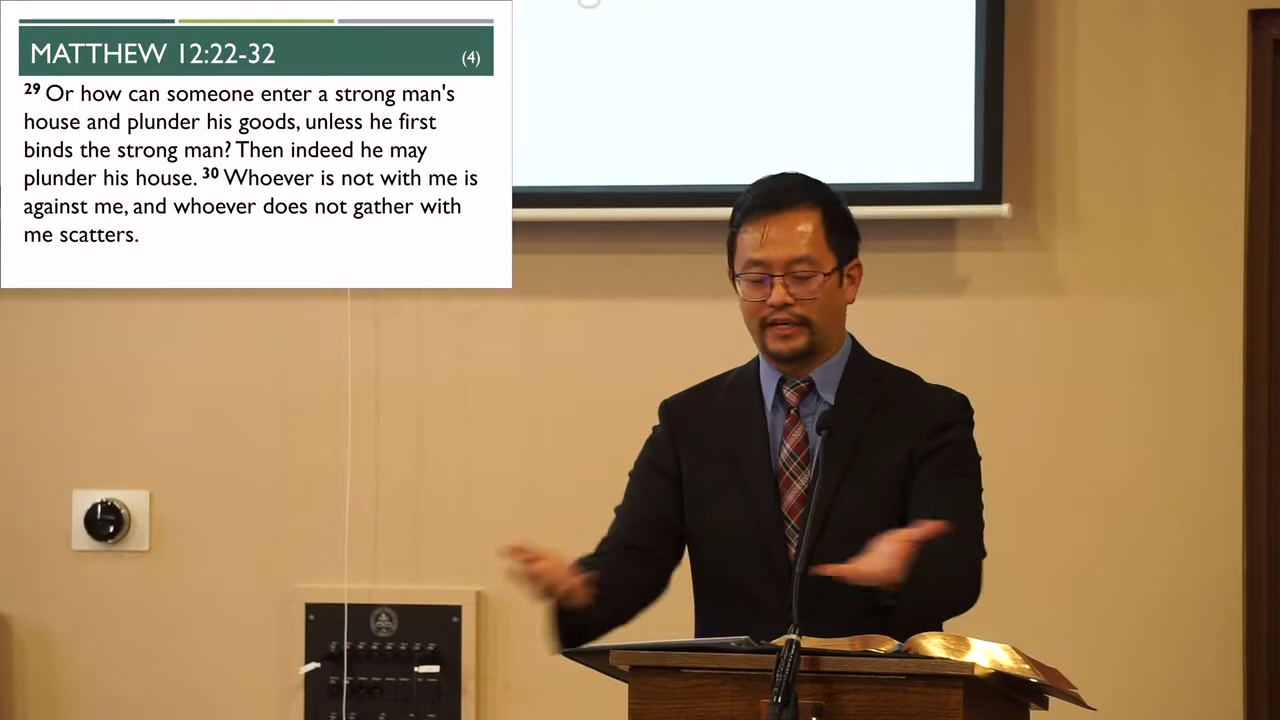 MATTHEW 12:22-32 (4)
29 Or how can someone enter a strong man's
house and plunder his goods, unless he first
binds the strong man? Then indeed he may
plunder his house. 30 Whoever is not with me is
against me, and whoever does not gather with
me scatters.